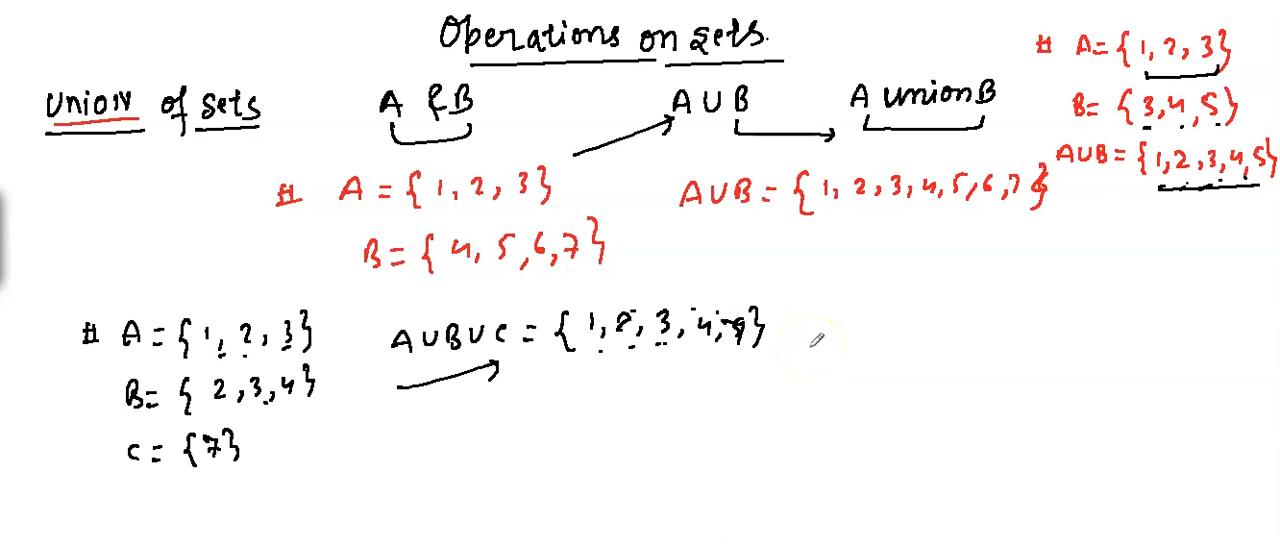 Operations on sets.
Union of sets
A & B
A ∪ B
A union B
# A = {1, 2, 3}
B = {3, 4, 5}
A∪B = {1, 2, 3, 4, 5}
# A = {1, 2, 3}
B = {4, 5, 6, 7}
A∪B = {1, 2, 3, 4, 5, 6, 7}
# A = {1, 2, 3}
B = {2, 3, 4}
C = {7}
A∪B∪C = {1, 2, 3, 4, 7}